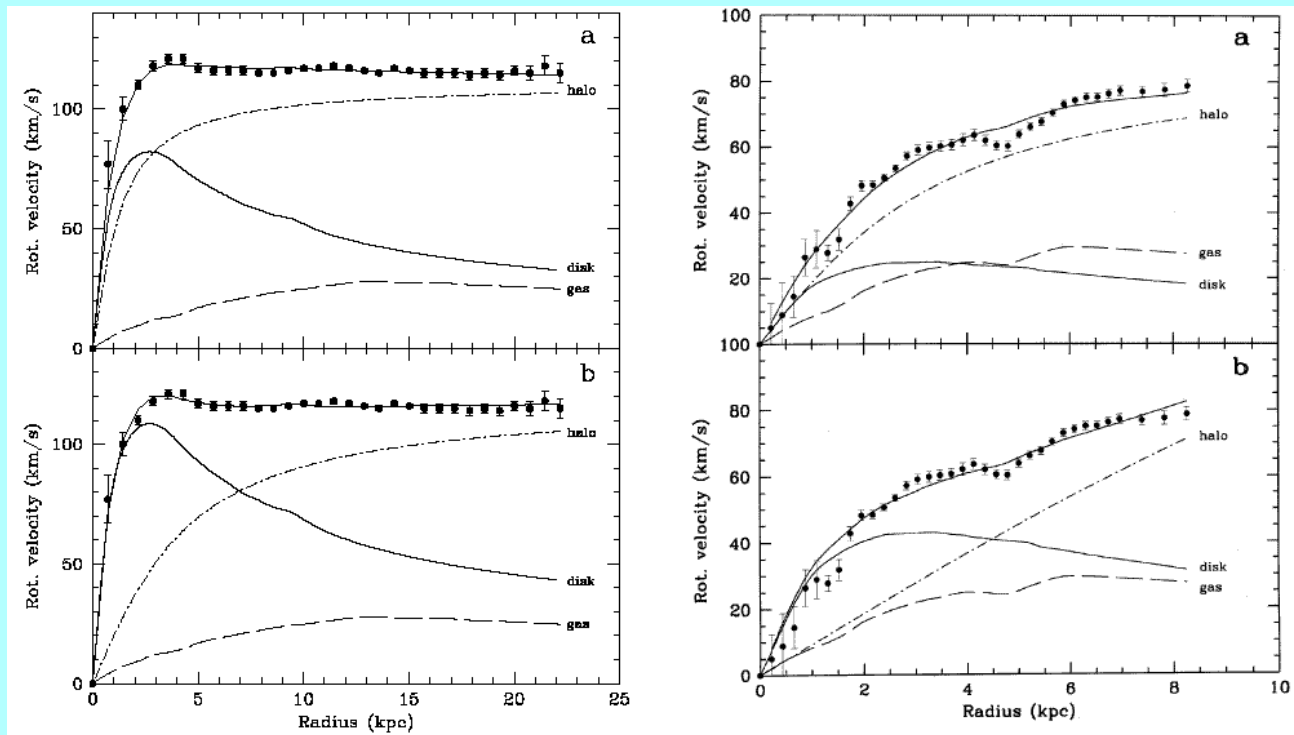 a
Rot. velocity (km/s)
100
50
0
halo
disk
gas
b
Rot. velocity (km/s)
100
50
0
halo
disk
gas
0 5 10 15 20 25
Radius (kpc)
a
Rot. velocity (km/s)
100
80
60
40
20
100
halo
gas
disk
b
Rot. velocity (km/s)
80
60
40
20
0
halo
disk
gas
0 2 4 6 8 10
Radius (kpc)